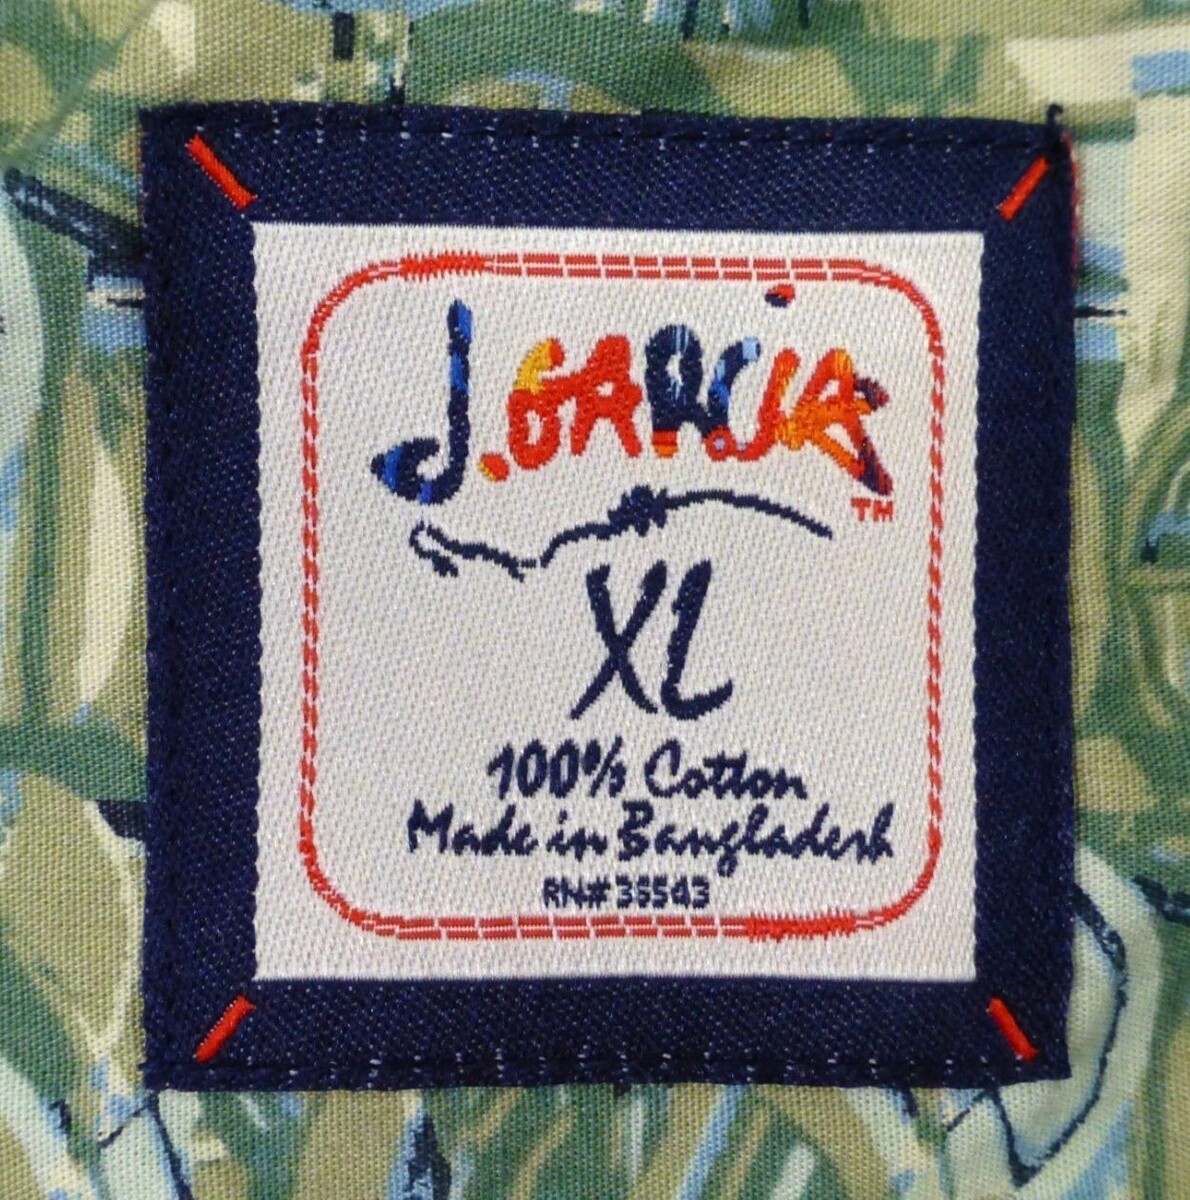 J. GARCIA
TM
XL
100% Cotton
Made in Bangladesh
RN#36543